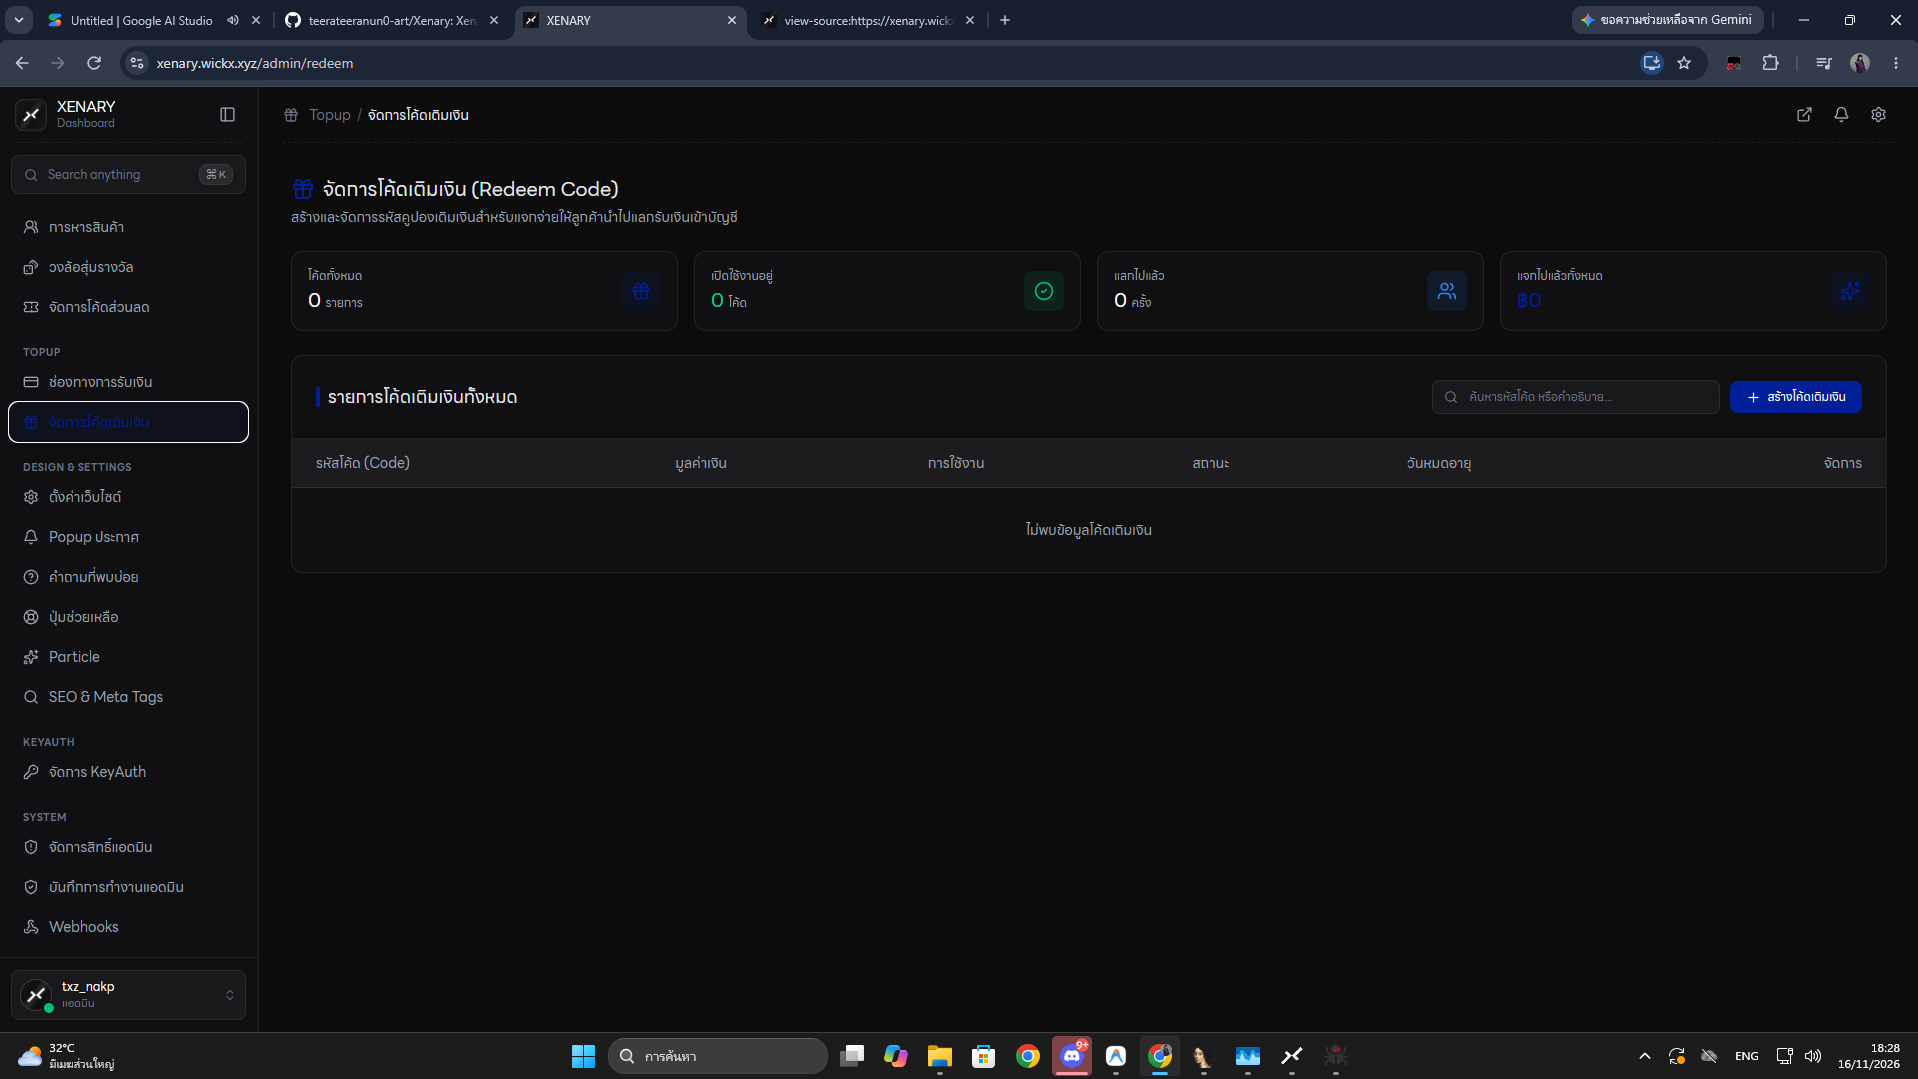 Untitled | Google AI Studio
teerateeranun0-art/Xenary: Xen
XENARY
view-source:https://xenary.wick
ขอความช่วยเหลือจาก Gemini
xenary.wickx.xyz/admin/redeem
XENARY
Dashboard
Search anything
⌘ K
การหารสินค้า
วงล้อสุ่มรางวัล
จัดการโค้ดส่วนลด
TOPUP
ช่องทางการรับเงิน
จัดการโค้ดเติมเงิน
DESIGN & SETTINGS
ตั้งค่าเว็บไซต์
Popup ประกาศ
คำถามที่พบบ่อย
ปุ่มช่วยเหลือ
Particle
SEO & Meta Tags
KEYAUTH
จัดการ KeyAuth
SYSTEM
จัดการสิทธิ์แอดมิน
บันทึกการทำงานแอดมิน
Webhooks
txz_nakp
แอดมิน
Topup / จัดการโค้ดเติมเงิน
จัดการโค้ดเติมเงิน (Redeem Code)
สร้างและจัดการรหัสคูปองเติมเงินสำหรับแจกจ่ายให้ลูกค้านำไปแลกรับเงินเข้าบัญชี
โค้ดทั้งหมด
0 รายการ
เปิดใช้งานอยู่
0 โค้ด
แลกไปแล้ว
0 ครั้ง
แจกไปแล้วทั้งหมด
฿0
รายการโค้ดเติมเงินทั้งหมด
ค้นหารหัสโค้ด หรือคำอธิบาย...
+ สร้างโค้ดเติมเงิน
รหัสโค้ด (Code)
มูลค่าเงิน
การใช้งาน
สถานะ
วันหมดอายุ
จัดการ
ไม่พบข้อมูลโค้ดเติมเงิน
32°C
มีเมฆส่วนใหญ่
การค้นหา
9+
ENG
18:28
16/11/2026